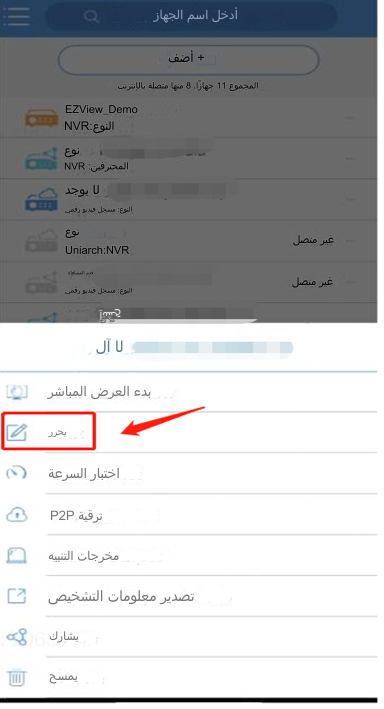 أدخل اسم الجهاز
+ أضف
المجموع 11 جهازًا، 8 منها متصلة بالإنترنت
EZView_Demo
النوع:NVR
نوع
المحترفين: NVR
لا يوجد
النوع: مسجل فيديو رقمي
نوع
غير متصل
Uniarch:NVR
غير متصل
النوع: مسجل فيديو رقمي
لا آل
بدء العرض المباشر
يحرر
اختبار السرعة
ترقية P2P
مخرجات التنبيه
تصدير معلومات التشخيص
يشارك
يمسح